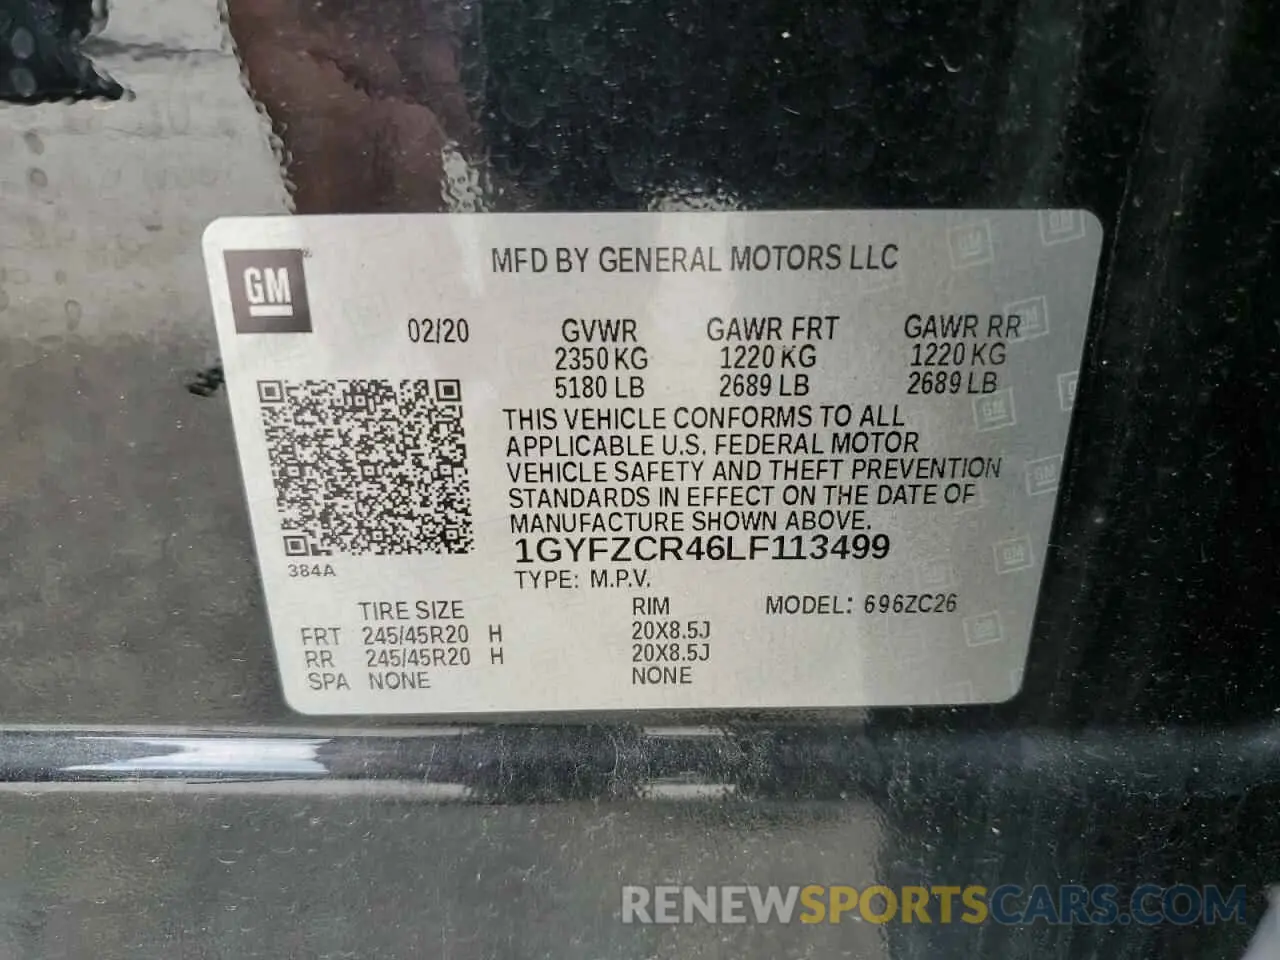 MFD BY GENERAL MOTORS LLC
GM
02/20 GVWR GAWR FRT GAWR RR
2350 KG 1220 KG 1220 KG
5180 LB 2689 LB 2689 LB
THIS VEHICLE CONFORMS TO ALL
APPLICABLE U.S. FEDERAL MOTOR
VEHICLE SAFETY AND THEFT PREVENTION
STANDARDS IN EFFECT ON THE DATE OF
MANUFACTURE SHOWN ABOVE.
1GYFZCR46LF113499
384A
TYPE: M.P.V.
TIRE SIZE RIM MODEL: 696ZC26
FRT 245/45R20 H 20X8.5J
RR 245/45R20 H 20X8.5J
SPA NONE NONE
RENEWSPORTSCARS.COM